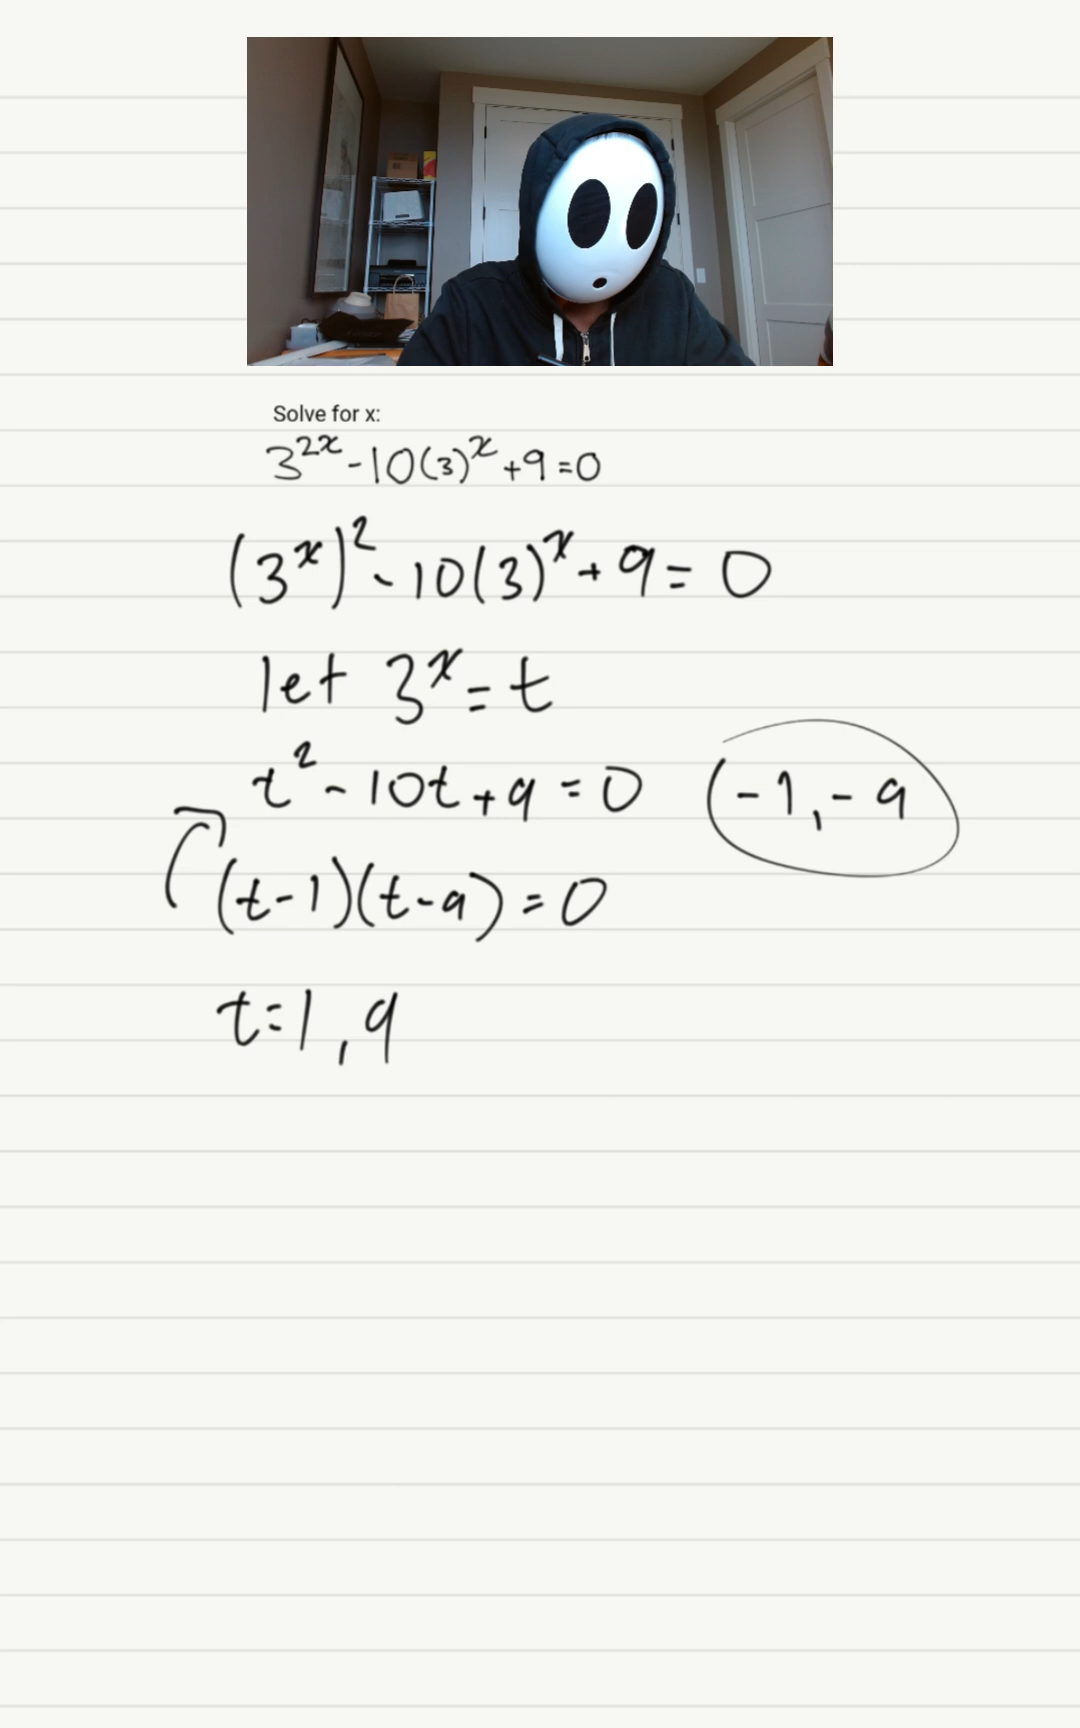 Solve for x:
3^{2x} - 10(3)^x + 9 = 0
(3^x)^2 - 10(3)^x + 9 = 0
let 3^x = t
t^2 - 10t + 9 = 0 (-1, -9
(t-1)(t-9) = 0
t = 1, 9